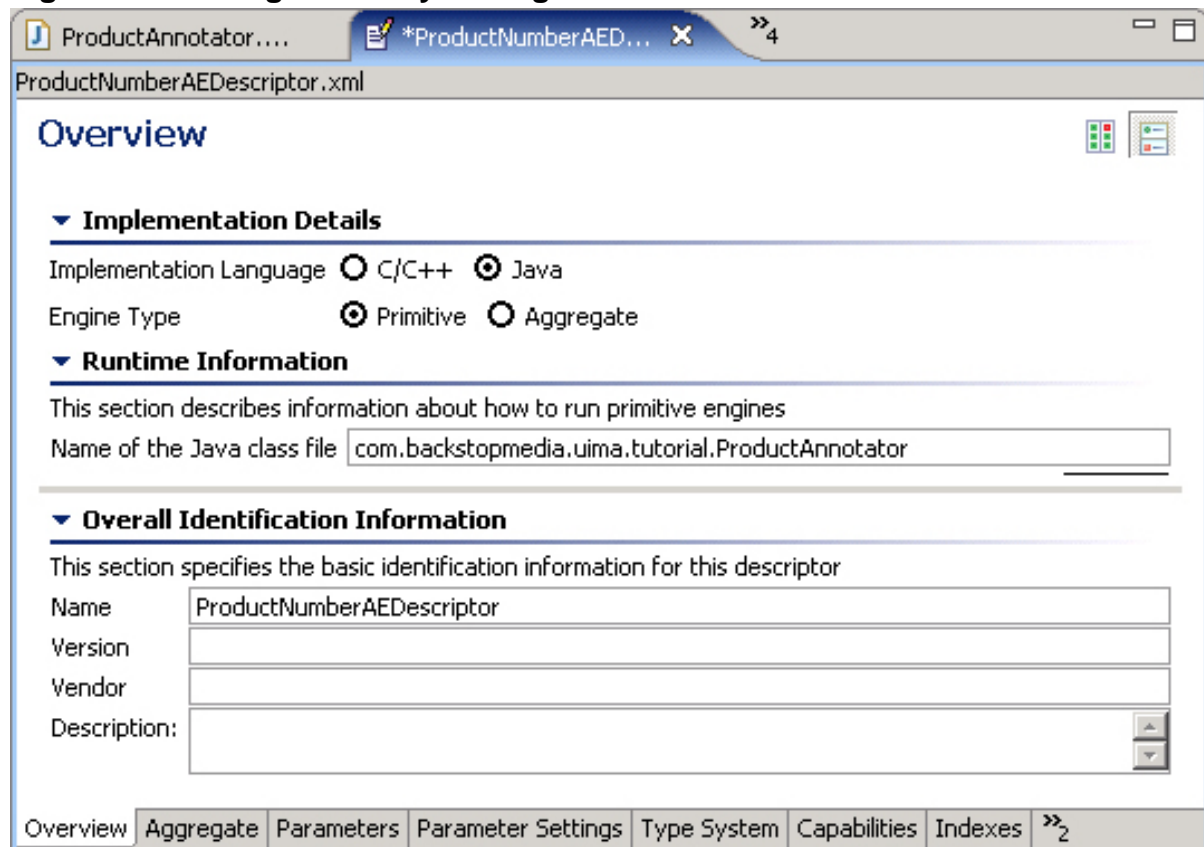 ProductAnnotator.... *ProductNumberAED... »4
ProductNumberAEDescriptor.xml
Overview
Implementation Details
Implementation Language C/C++ Java
Engine Type Primitive Aggregate
Runtime Information
This section describes information about how to run primitive engines
Name of the Java class file com.backstopmedia.uima.tutorial.ProductAnnotator
Overall Identification Information
This section specifies the basic identification information for this descriptor
Name ProductNumberAEDescriptor
Version
Vendor
Description:
Overview Aggregate Parameters Parameter Settings Type System Capabilities Indexes »2